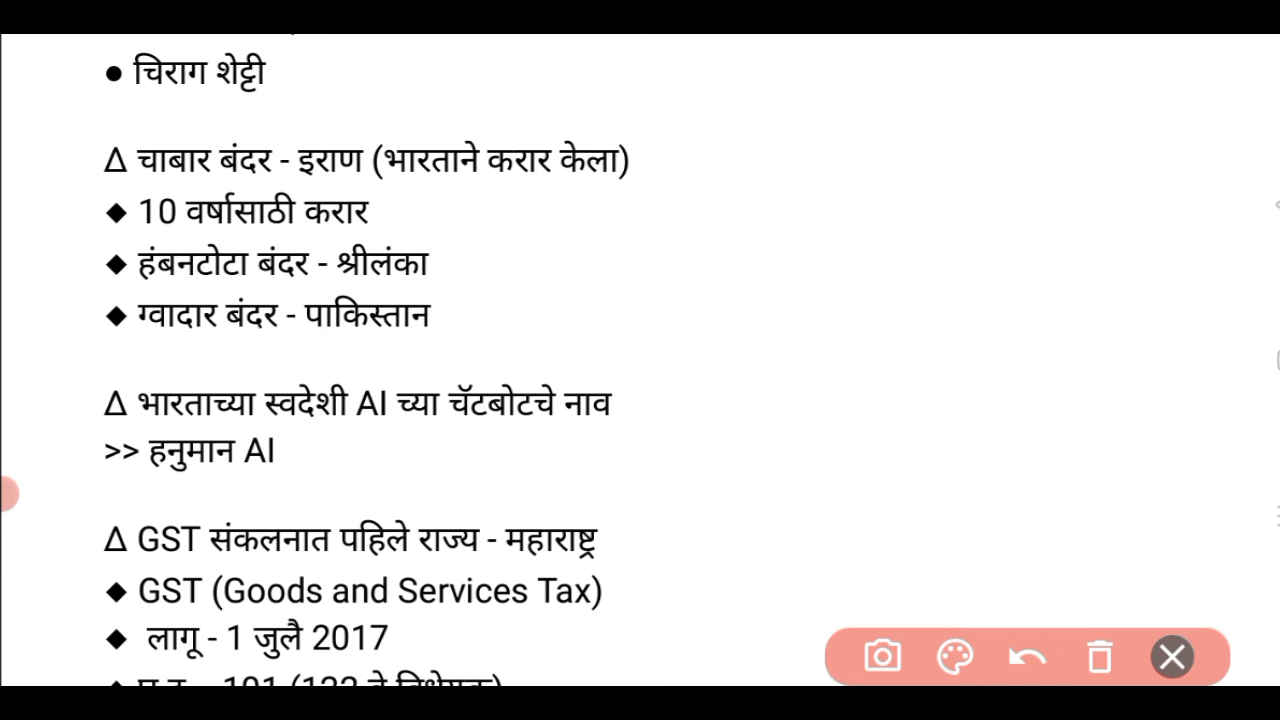 ● चिराग शेट्टी
Δ चाबार बंदर - इराण (भारताने करार केला)
◆ 10 वर्षासाठी करार
◆ हंबनटोटा बंदर - श्रीलंका
◆ ग्वादार बंदर - पाकिस्तान
Δ भारताच्या स्वदेशी AI च्या चॅटबोटचे नाव
>> हनुमान AI
Δ GST संकलनात पहिले राज्य - महाराष्ट्र
◆ GST (Goods and Services Tax)
◆ लागू - 1 जुलै 2017